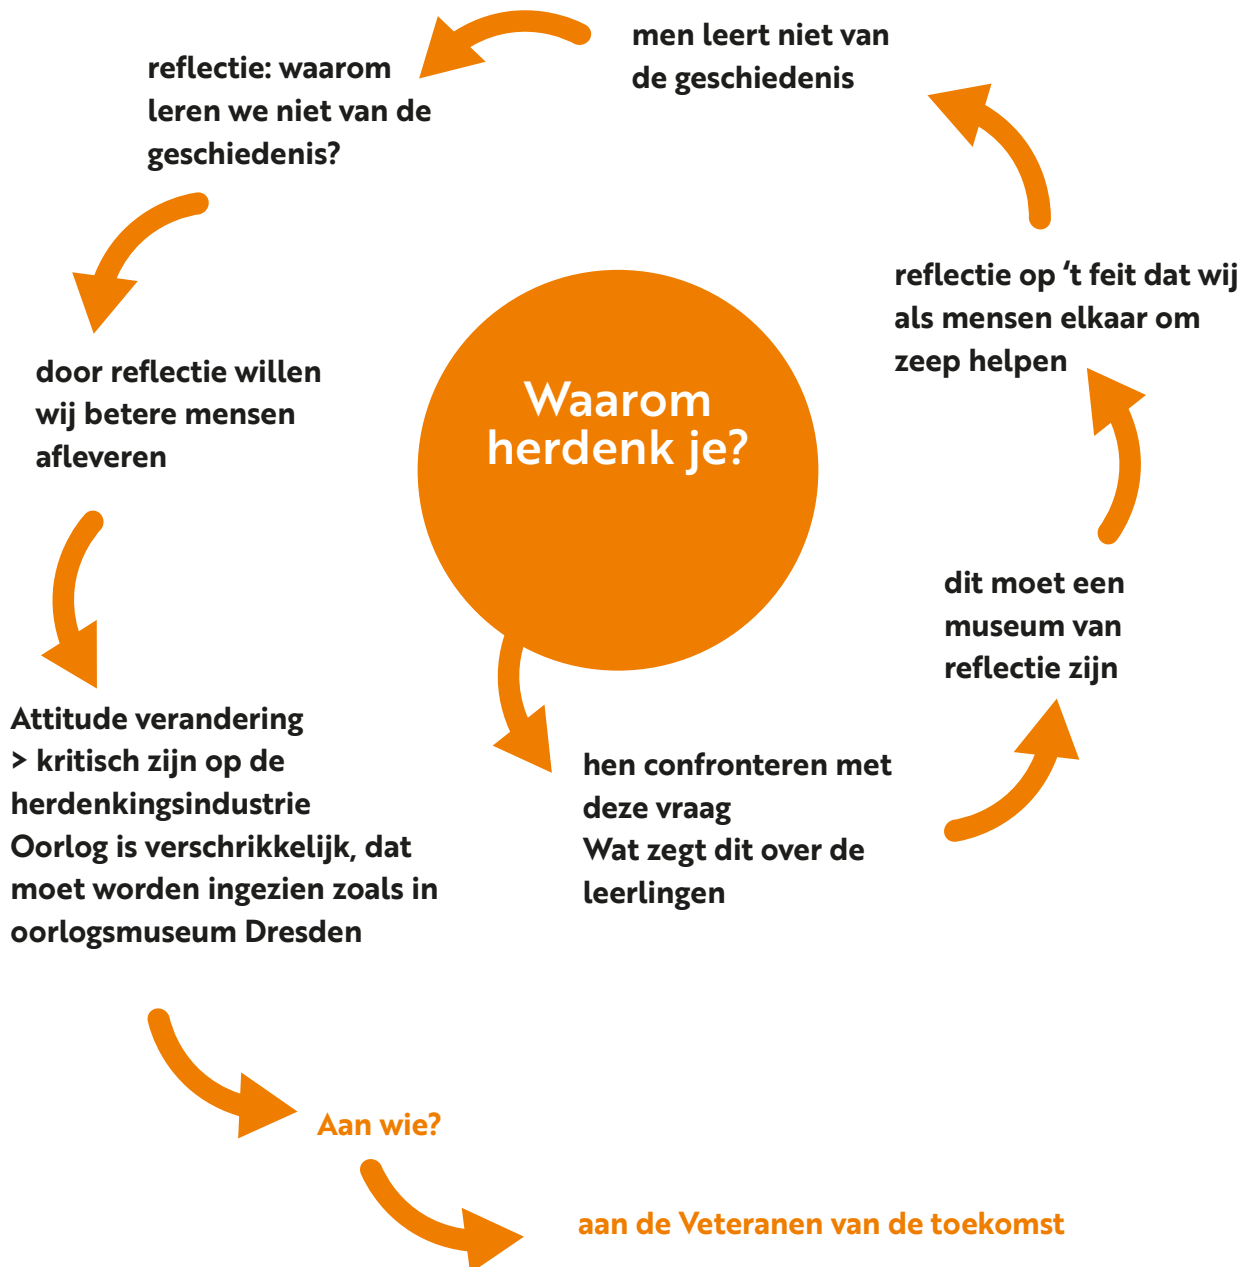 Waarom
herdenk je?
hen confronteren met
deze vraag
Wat zegt dit over de
leerlingen
dit moet een
museum van
reflectie zijn
reflectie op ‘t feit dat wij
als mensen elkaar om
zeep helpen
men leert niet van
de geschiedenis
reflectie: waarom
leren we niet van de
geschiedenis?
door reflectie willen
wij betere mensen
afleveren
Attitude verandering
> kritisch zijn op de
herdenkingsindustrie
Oorlog is verschrikkelijk, dat
moet worden ingezien zoals in
oorlogsmuseum Dresden
Aan wie?
aan de Veteranen van de toekomst